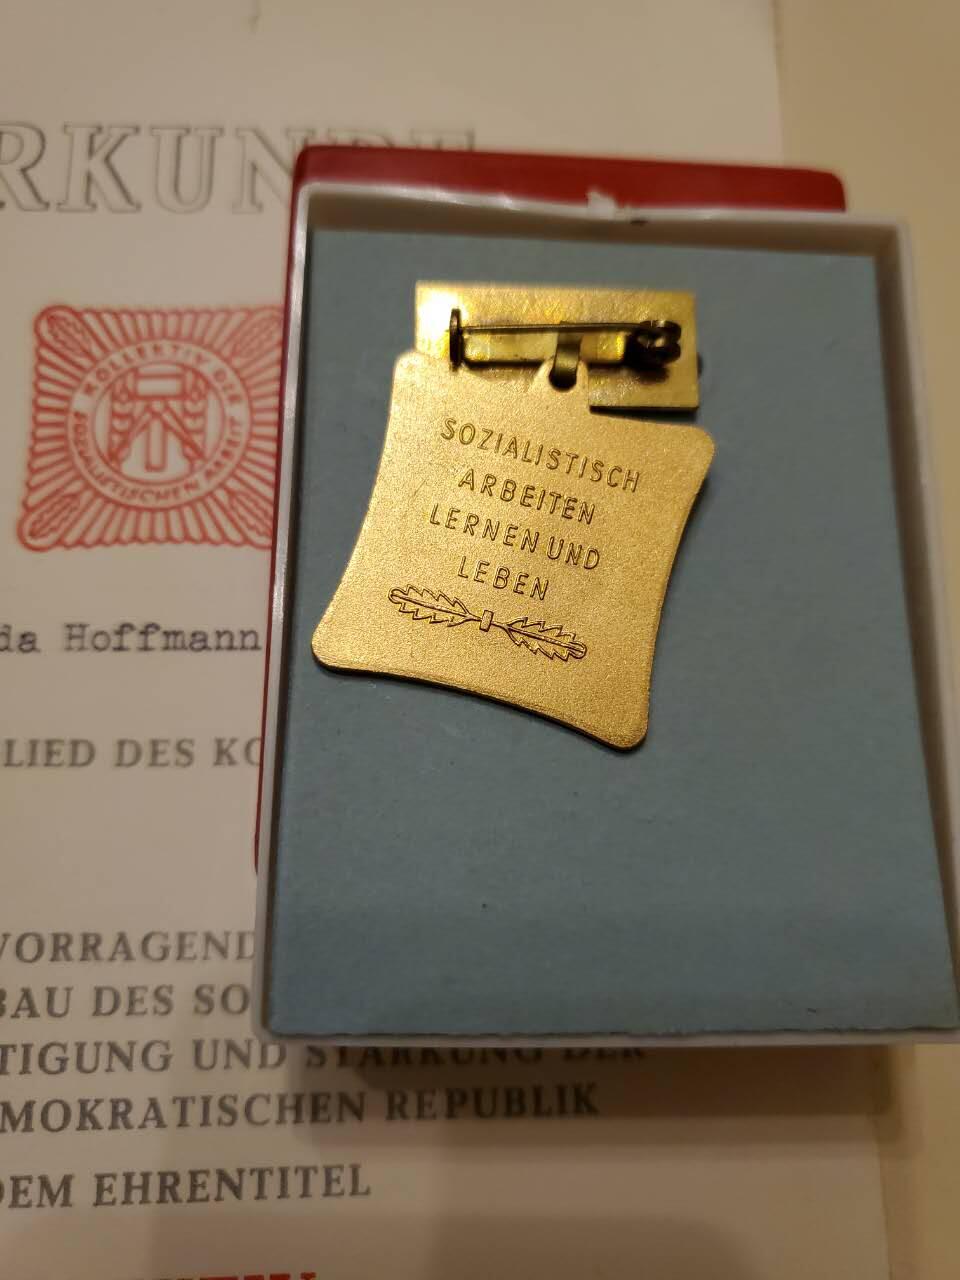 RKUNDE
KOLLEKTIV DER
SOZIALISTISCHEN ARBEIT
SOZIALISTISCH
ARBEITEN
LERNEN UND
LEBEN
da Hoffmann
LIED DES KO
VORRAGEND
BAU DES SO
TIGUNG UND STÄRKUNG DER
MOKRATISCHEN REPUBLIK
DEM EHRENTITEL